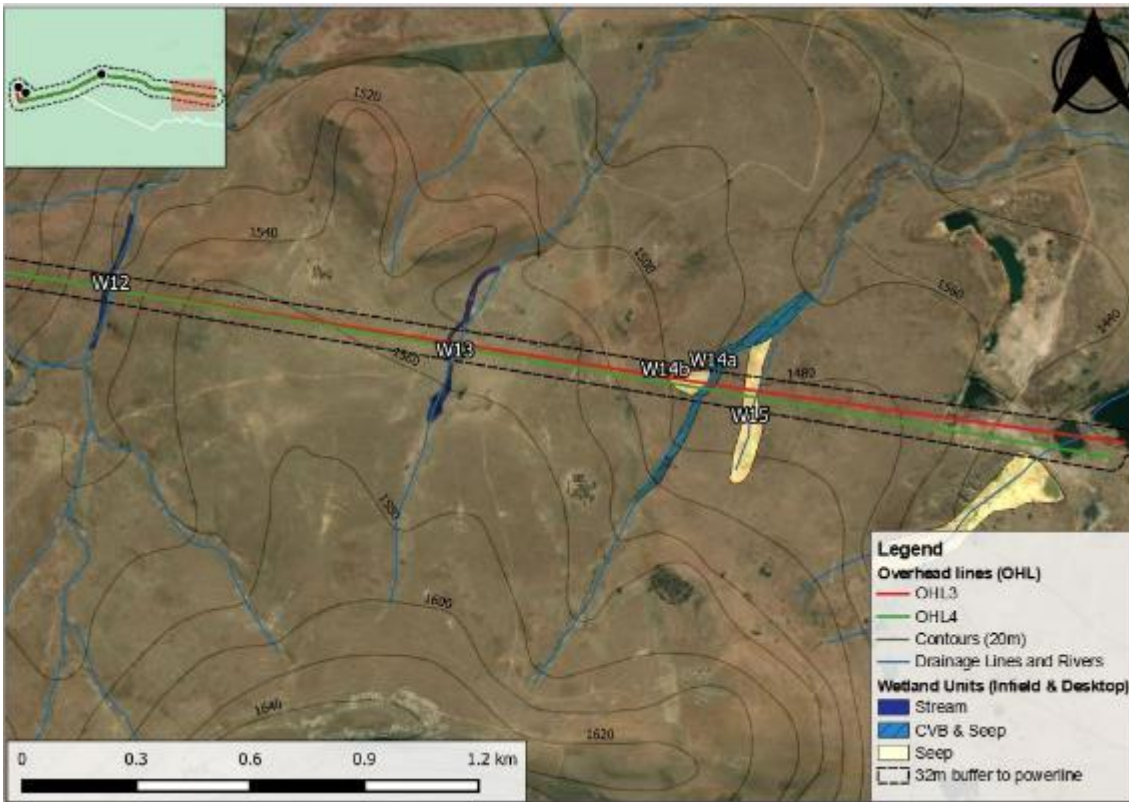 1520
1540
1500
1560
1440
W12
W13
1560
W14b
W14a
1480
W15
1580
1600
1640
1620
Legend
Overhead lines (OHL)
OHL3
OHL4
Contours (20m)
Drainage Lines and Rivers
Wetland Units (Infield & Desktop)
Stream
CVB & Seep
Seep
32m buffer to powerline
0 0.3 0.6 0.9 1.2 km